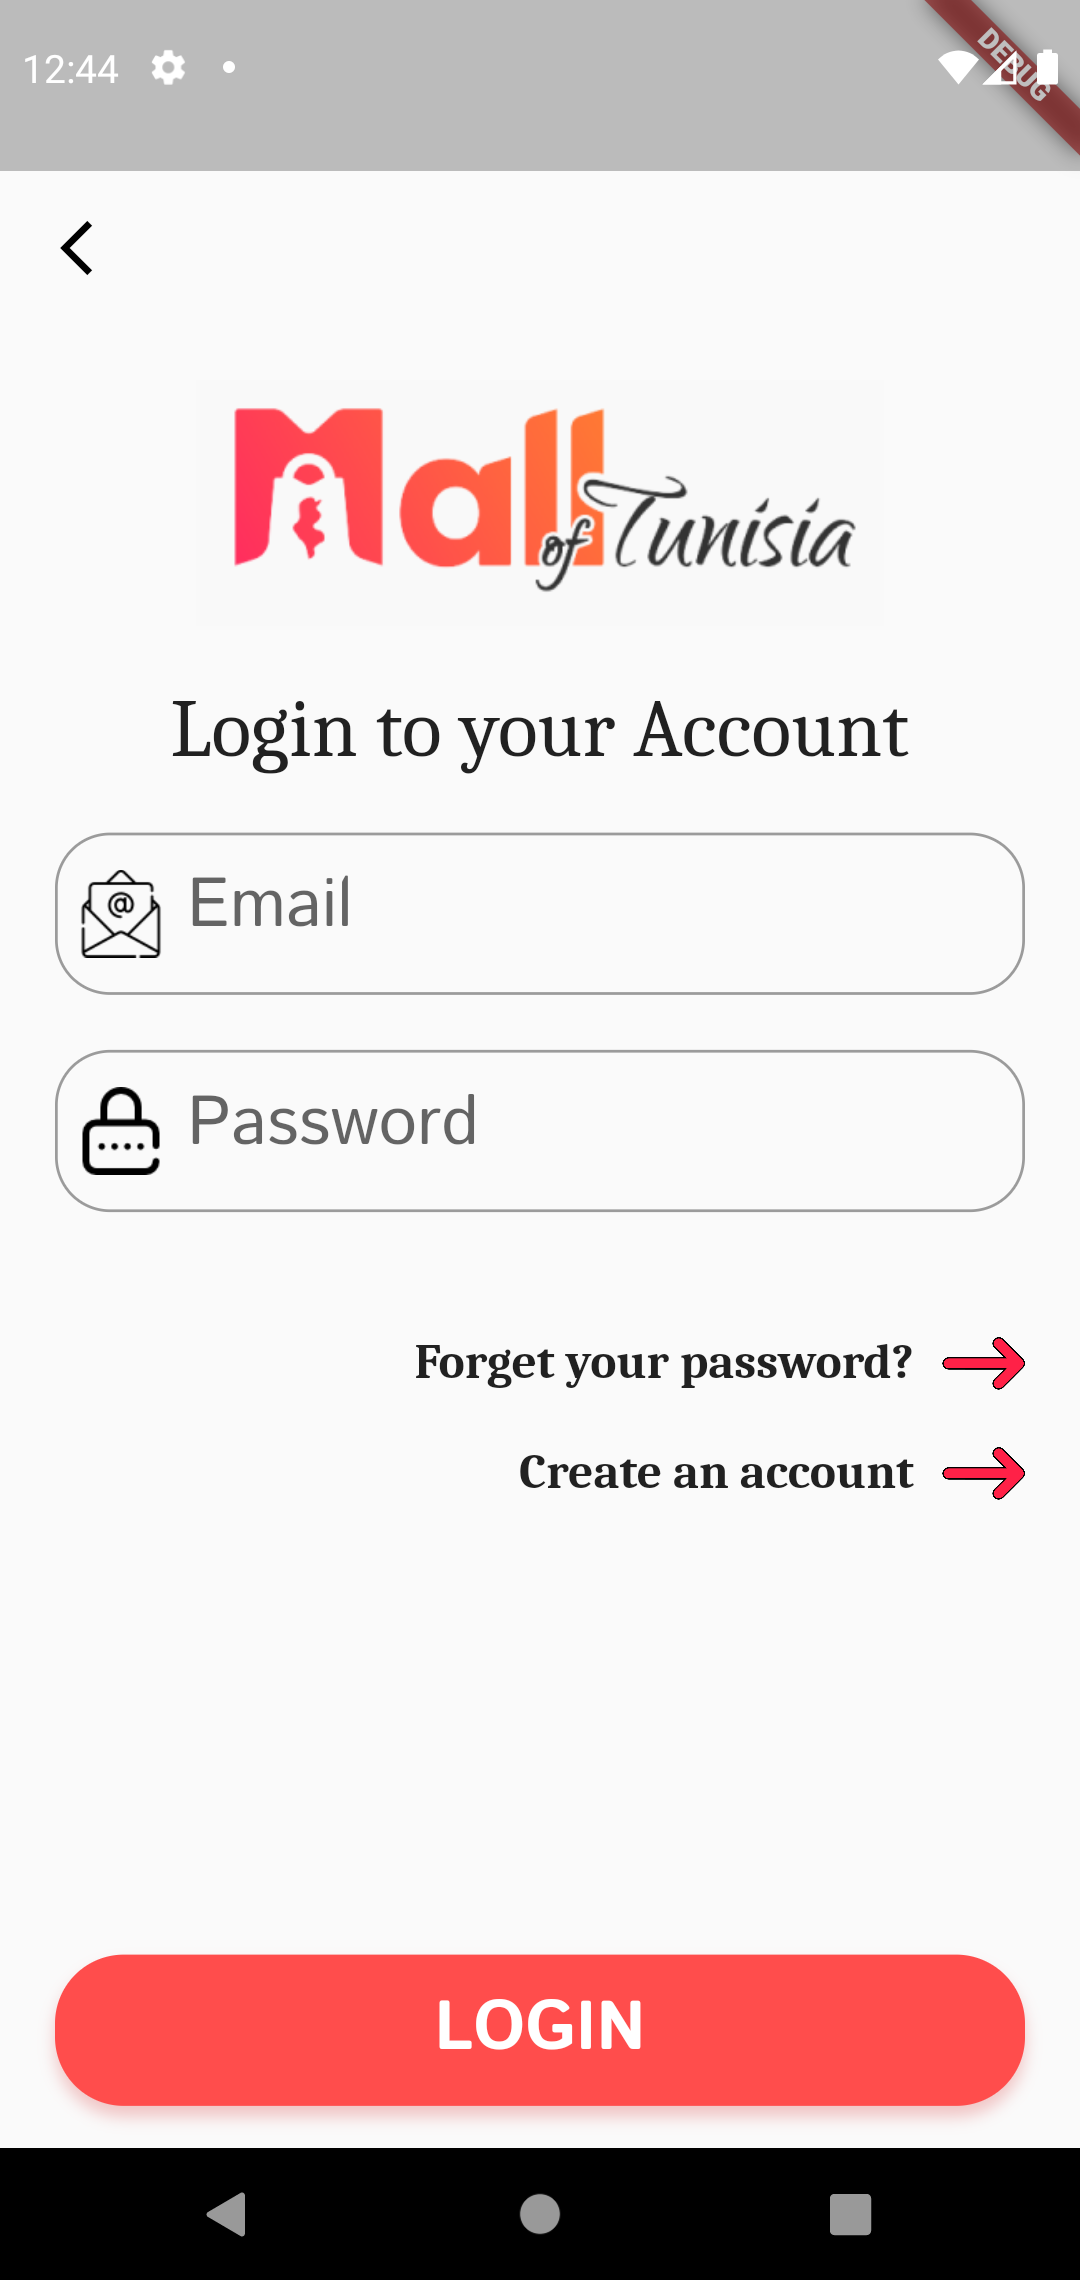 12:44
DEBUG
Mall
of Tunisia
Login to your Account
@ Email
Password
Forget your password?
Create an account
LOGIN